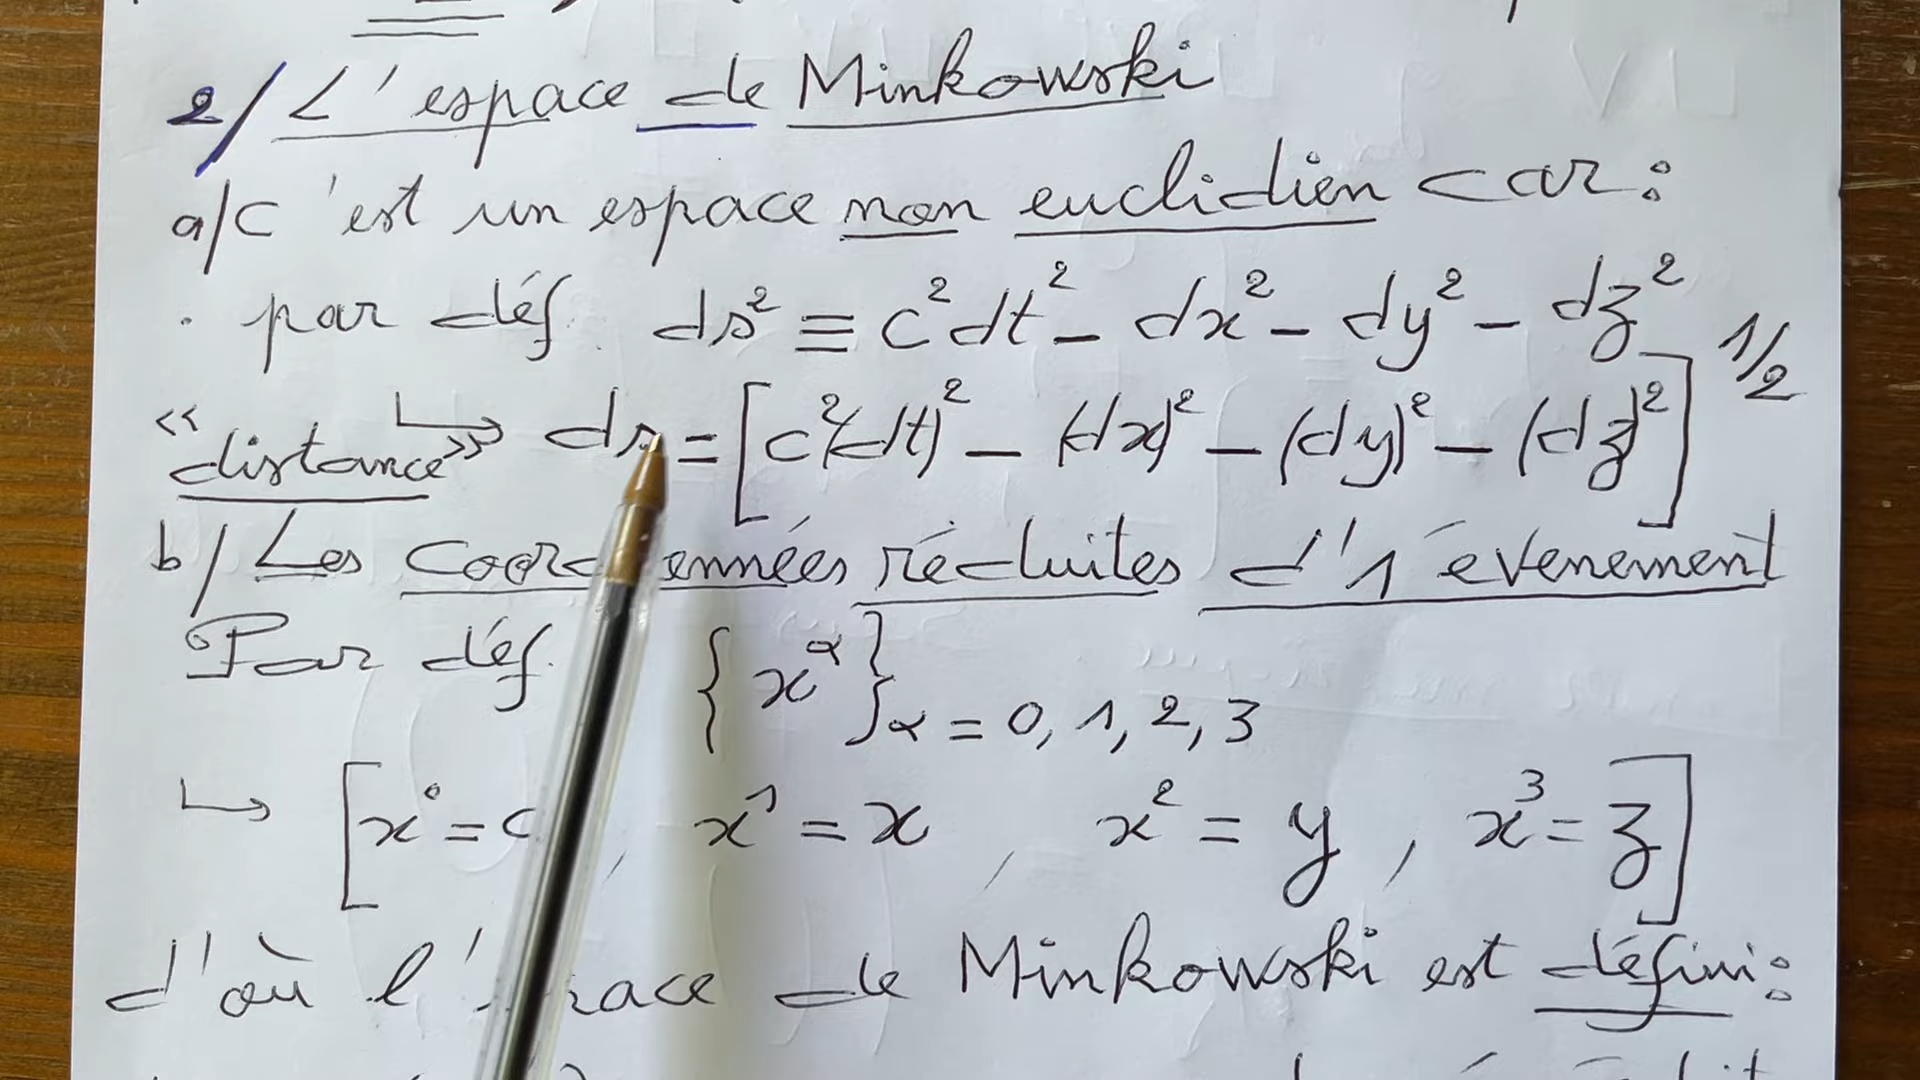 2/ L'espace de Minkowski
a/ C'est un espace non euclidien car :
. par déf. ds² ≡ c²dt² - dx² - dy² - dz²
"distance" ↳ ds = [c²(dt)² - (dx)² - (dy)² - (dz)²]^1/2
b/ Les Coordonnées réduites d'1 évenement
Par déf. {x^α}α = 0, 1, 2, 3
↳ [x° = c , x¹ = x , x² = y , x³ = z]
d'où l'espace de Minkowski est défini :